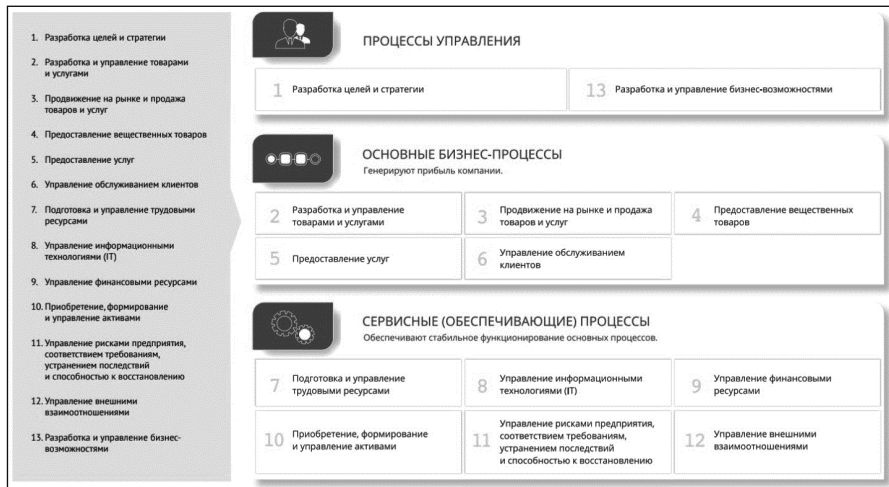 1. Разработка целей и стратегии
2. Разработка и управление товарами
и услугами
3. Продвижение на рынке и продажа
товаров и услуг
4. Предоставление вещественных товаров
5. Предоставление услуг
6. Управление обслуживанием клиентов
7. Подготовка и управление трудовыми
ресурсами
8. Управление информационными
технологиями (IT)
9. Управление финансовыми ресурсами
10. Приобретение, формирование
и управление активами
11. Управление рисками предприятия,
соответствием требованиям,
устранением последствий
и способностью к восстановлению
12. Управление внешними
взаимоотношениями
13. Разработка и управление бизнес-
возможностями
ПРОЦЕССЫ УПРАВЛЕНИЯ
1 Разработка целей и стратегии
13 Разработка и управление бизнес-возможностями
ОСНОВНЫЕ БИЗНЕС-ПРОЦЕССЫ
Генерируют прибыль компании.
2 Разработка и управление
товарами и услугами
3 Продвижение на рынке и продажа
товаров и услуг
4 Предоставление вещественных
товаров
5 Предоставление услуг
6 Управление обслуживанием
клиентов
СЕРВИСНЫЕ (ОБЕСПЕЧИВАЮЩИЕ) ПРОЦЕССЫ
Обеспечивают стабильное функционирование основных процессов.
7 Подготовка и управление
трудовыми ресурсами
8 Управление информационными
технологиями (IT)
9 Управление финансовыми
ресурсами
10 Приобретение, формирование
и управление активами
11 Управление рисками предприятия,
соответствием требованиям,
устранением последствий
и способностью к восстановлению
12 Управление внешними
взаимоотношениями